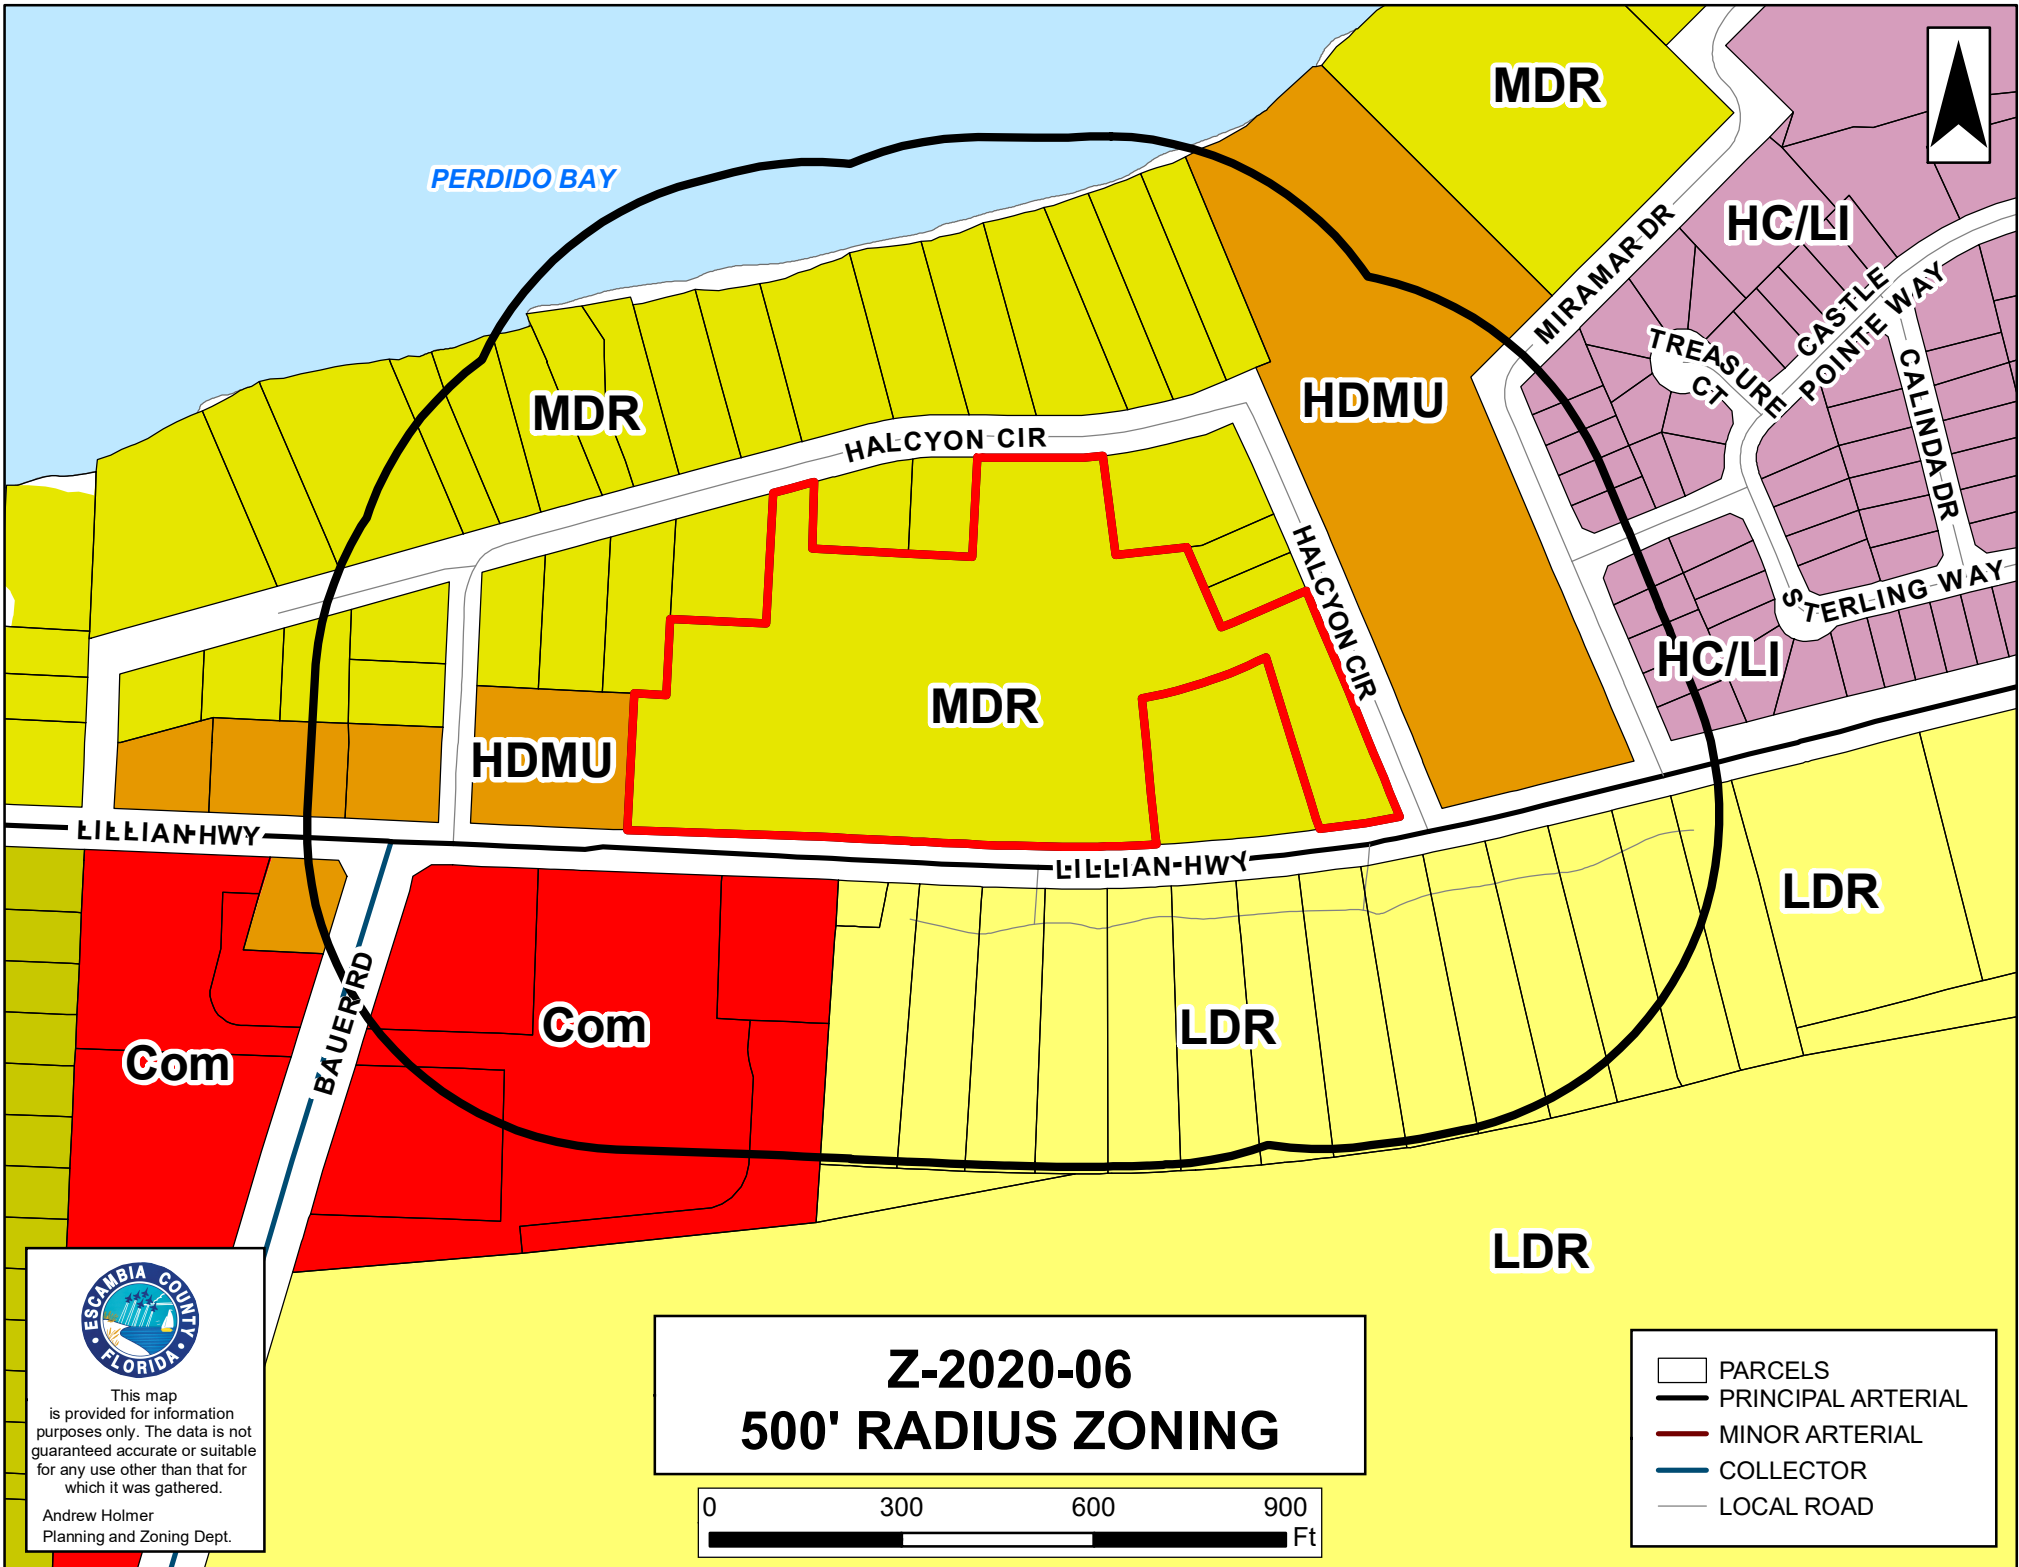 MDR
PERDIDO BAY
HC/LI
MIRAMAR DR
CASTLE
POINTE WAY
TREASURE
CT
CALINDA DR
MDR
HDMU
HALCYON CIR
HALCYON CIR
STERLING WAY
HC/LI
MDR
HDMU
LILLIAN HWY
LILLIAN HWY
LDR
BAUER RD
Com
Com
LDR
LDR
ESCAMBIA COUNTY
FLORIDA
This map
is provided for information
purposes only. The data is not
guaranteed accurate or suitable
for any use other than that for
which it was gathered.
Andrew Holmer
Planning and Zoning Dept.
Z-2020-06
500' RADIUS ZONING
0 300 600 900
Ft
PARCELS
PRINCIPAL ARTERIAL
MINOR ARTERIAL
COLLECTOR
LOCAL ROAD